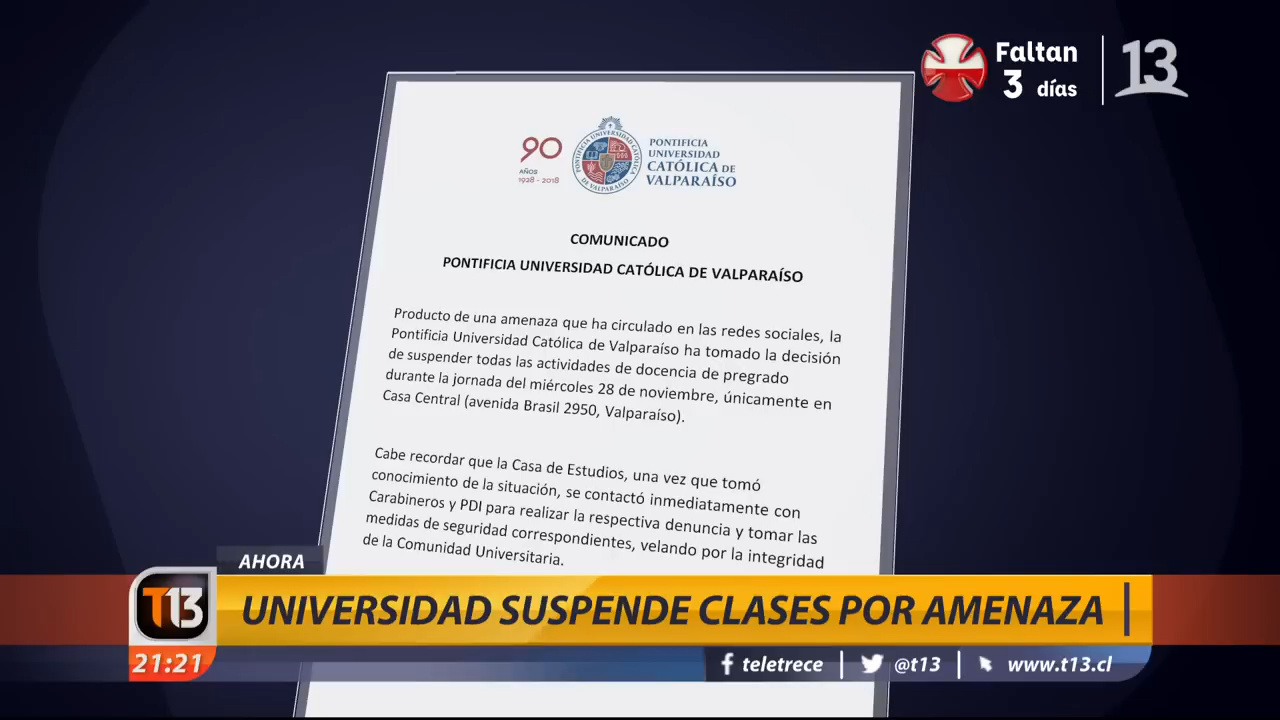 Faltan
3 días
13
90
AÑOS
1928 - 2018
PONTIFICIA UNIVERSIDAD CATÓLICA
DE VALPARAÍSO
PONTIFICIA
UNIVERSIDAD
CATÓLICA DE
VALPARAÍSO
COMUNICADO
PONTIFICIA UNIVERSIDAD CATÓLICA DE VALPARAÍSO
Producto de una amenaza que ha circulado en las redes sociales, la
Pontificia Universidad Católica de Valparaíso ha tomado la decisión
de suspender todas las actividades de docencia de pregrado
durante la jornada del miércoles 28 de noviembre, únicamente en
Casa Central (avenida Brasil 2950, Valparaíso).
Cabe recordar que la Casa de Estudios, una vez que tomó
conocimiento de la situación, se contactó inmediatamente con
Carabineros y PDI para realizar la respectiva denuncia y tomar las
medidas de seguridad correspondientes, velando por la integridad
de la Comunidad Universitaria.
AHORA
T13
UNIVERSIDAD SUSPENDE CLASES POR AMENAZA
21:21
teletrece
@t13
www.t13.cl